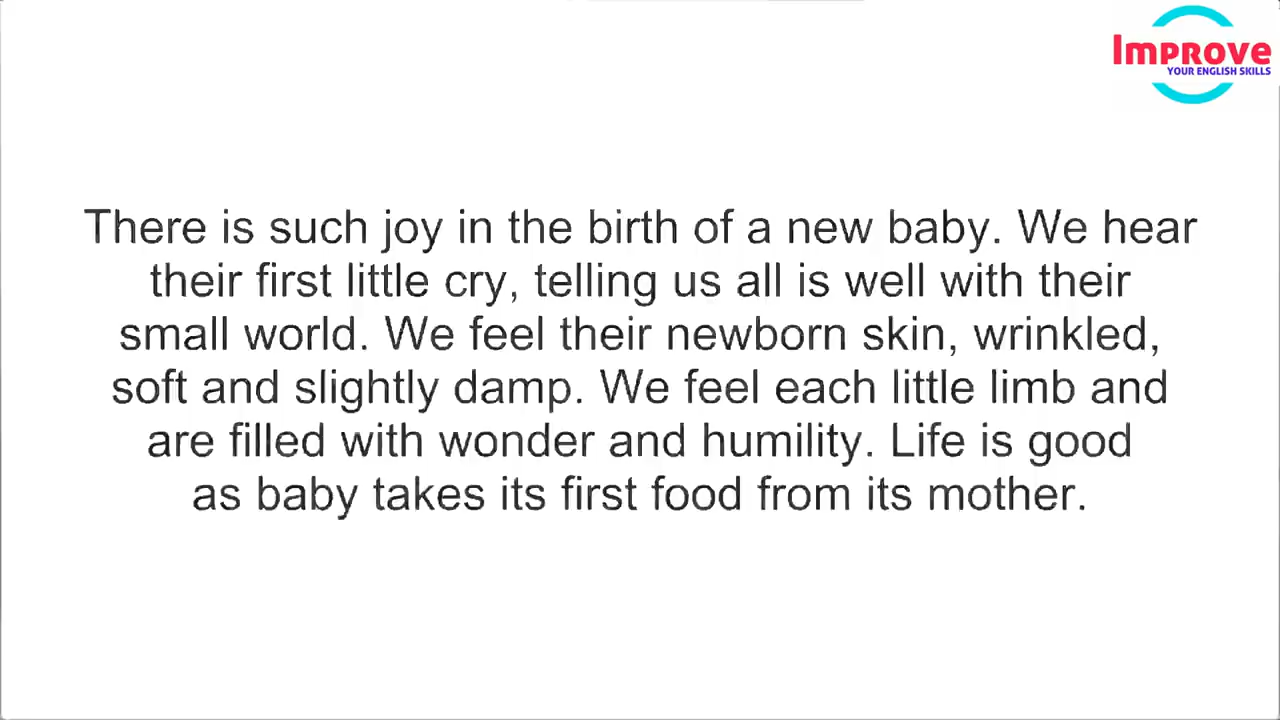 Improve
YOUR ENGLISH SKILLS
There is such joy in the birth of a new baby. We hear
their first little cry, telling us all is well with their
small world. We feel their newborn skin, wrinkled,
soft and slightly damp. We feel each little limb and
are filled with wonder and humility. Life is good
as baby takes its first food from its mother.